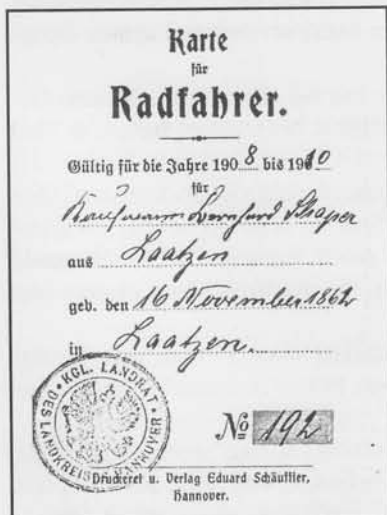 Karte
für
Radfahrer.
Gültig für die Jahre 1908 bis 1910
für
Kaufmann Bernhard Schaper
aus Laatzen
geb. den 16 November 1862
in Laatzen.
KGL. LANDRAT DES LANDKREISES HANNOVER
№ 192
Druckerei u. Verlag Eduard Schäuffler,
Hannover.